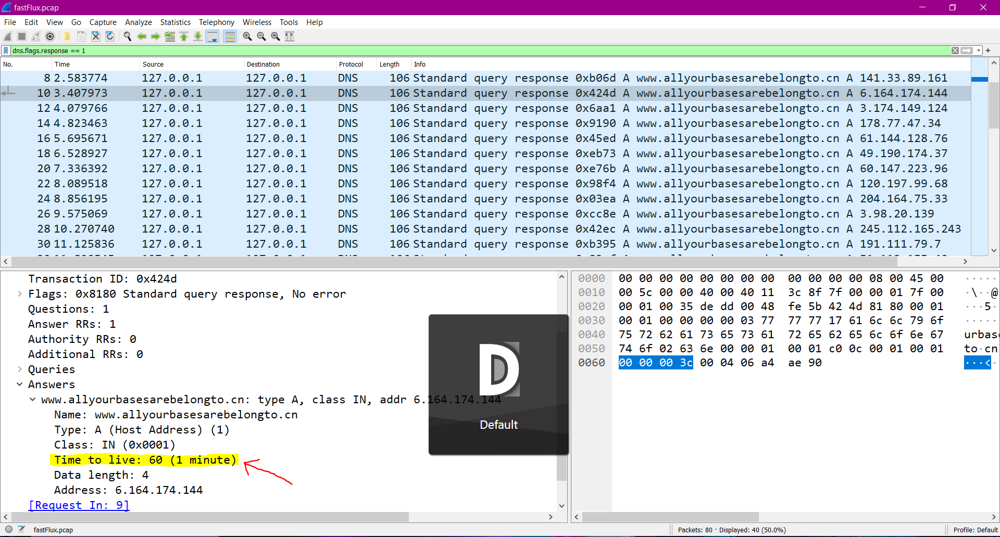 fastFlux.pcap
File Edit View Go Capture Analyze Statistics Telephony Wireless Tools Help
dns.flags.response == 1
No. Time Source Destination Protocol Length Info
8 2.583774 127.0.0.1 127.0.0.1 DNS 106 Standard query response 0xb06d A www.allyourbasesarebelongto.cn A 141.33.89.161
10 3.407973 127.0.0.1 127.0.0.1 DNS 106 Standard query response 0x424d A www.allyourbasesarebelongto.cn A 6.164.174.144
12 4.079766 127.0.0.1 127.0.0.1 DNS 106 Standard query response 0x6aa1 A www.allyourbasesarebelongto.cn A 3.174.149.124
14 4.823463 127.0.0.1 127.0.0.1 DNS 106 Standard query response 0x9190 A www.allyourbasesarebelongto.cn A 178.77.47.34
16 5.695671 127.0.0.1 127.0.0.1 DNS 106 Standard query response 0x45ed A www.allyourbasesarebelongto.cn A 61.144.128.76
18 6.528927 127.0.0.1 127.0.0.1 DNS 106 Standard query response 0xeb73 A www.allyourbasesarebelongto.cn A 49.190.174.37
20 7.336392 127.0.0.1 127.0.0.1 DNS 106 Standard query response 0xe76b A www.allyourbasesarebelongto.cn A 60.147.223.96
22 8.089518 127.0.0.1 127.0.0.1 DNS 106 Standard query response 0x98f4 A www.allyourbasesarebelongto.cn A 120.197.99.68
24 8.856195 127.0.0.1 127.0.0.1 DNS 106 Standard query response 0x03ea A www.allyourbasesarebelongto.cn A 204.164.75.33
26 9.575069 127.0.0.1 127.0.0.1 DNS 106 Standard query response 0xcc8e A www.allyourbasesarebelongto.cn A 3.98.20.139
28 10.270740 127.0.0.1 127.0.0.1 DNS 106 Standard query response 0x42ec A www.allyourbasesarebelongto.cn A 245.112.165.243
30 11.125836 127.0.0.1 127.0.0.1 DNS 106 Standard query response 0xb395 A www.allyourbasesarebelongto.cn A 191.111.79.7
Transaction ID: 0x424d
Flags: 0x8180 Standard query response, No error
Questions: 1
Answer RRs: 1
Authority RRs: 0
Additional RRs: 0
Queries
Answers
www.allyourbasesarebelongto.cn: type A, class IN, addr 6.164.174.144
Name: www.allyourbasesarebelongto.cn
Type: A (Host Address) (1)
Class: IN (0x0001)
Time to live: 60 (1 minute)
Data length: 4
Address: 6.164.174.144
[Request In: 9]
D
Default
0000 00 00 00 00 00 00 00 00 00 00 00 00 08 00 45 00 ·····
0010 00 5c 00 00 40 00 40 11 3c 8f 7f 00 00 01 7f 00 ·\··@
0020 00 01 00 35 de dd 00 48 fe 5b 42 4d 81 80 00 01 ···5·
0030 00 01 00 00 00 00 03 77 77 77 17 61 6c 6c 79 6f ·····
0040 75 72 62 61 73 65 73 61 72 65 62 65 6c 6f 6e 67 urbas
0050 74 6f 02 63 6e 00 00 01 00 01 c0 0c 00 01 00 01 to·cn
0060 00 00 00 3c 00 04 06 a4 ae 90 ···<·
fastFlux.pcap
Packets: 80 · Displayed: 40 (50.0%)
Profile: Default